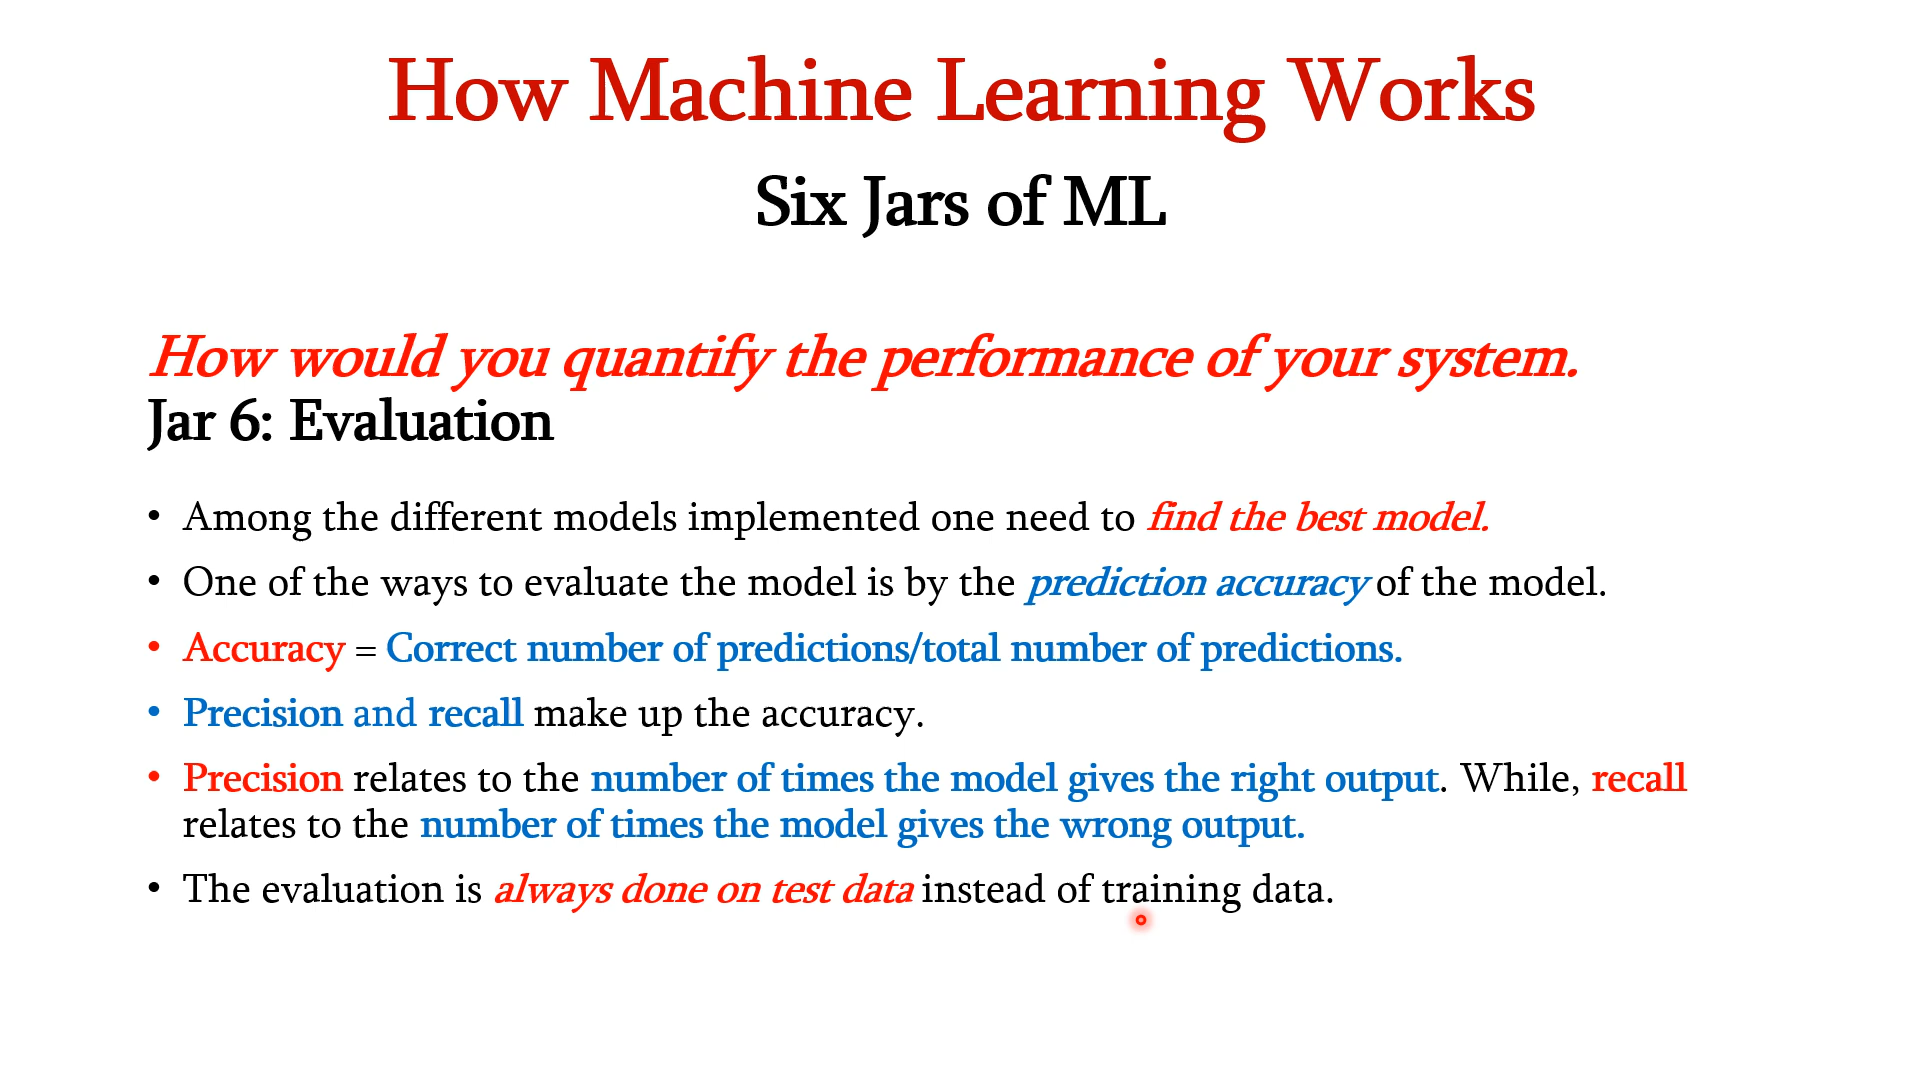 How Machine Learning Works
Six Jars of ML
How would you quantify the performance of your system.
Jar 6: Evaluation
• Among the different models implemented one need to find the best model.
• One of the ways to evaluate the model is by the prediction accuracy of the model.
• Accuracy = Correct number of predictions/total number of predictions.
• Precision and recall make up the accuracy.
• Precision relates to the number of times the model gives the right output. While, recall
relates to the number of times the model gives the wrong output.
• The evaluation is always done on test data instead of training data.